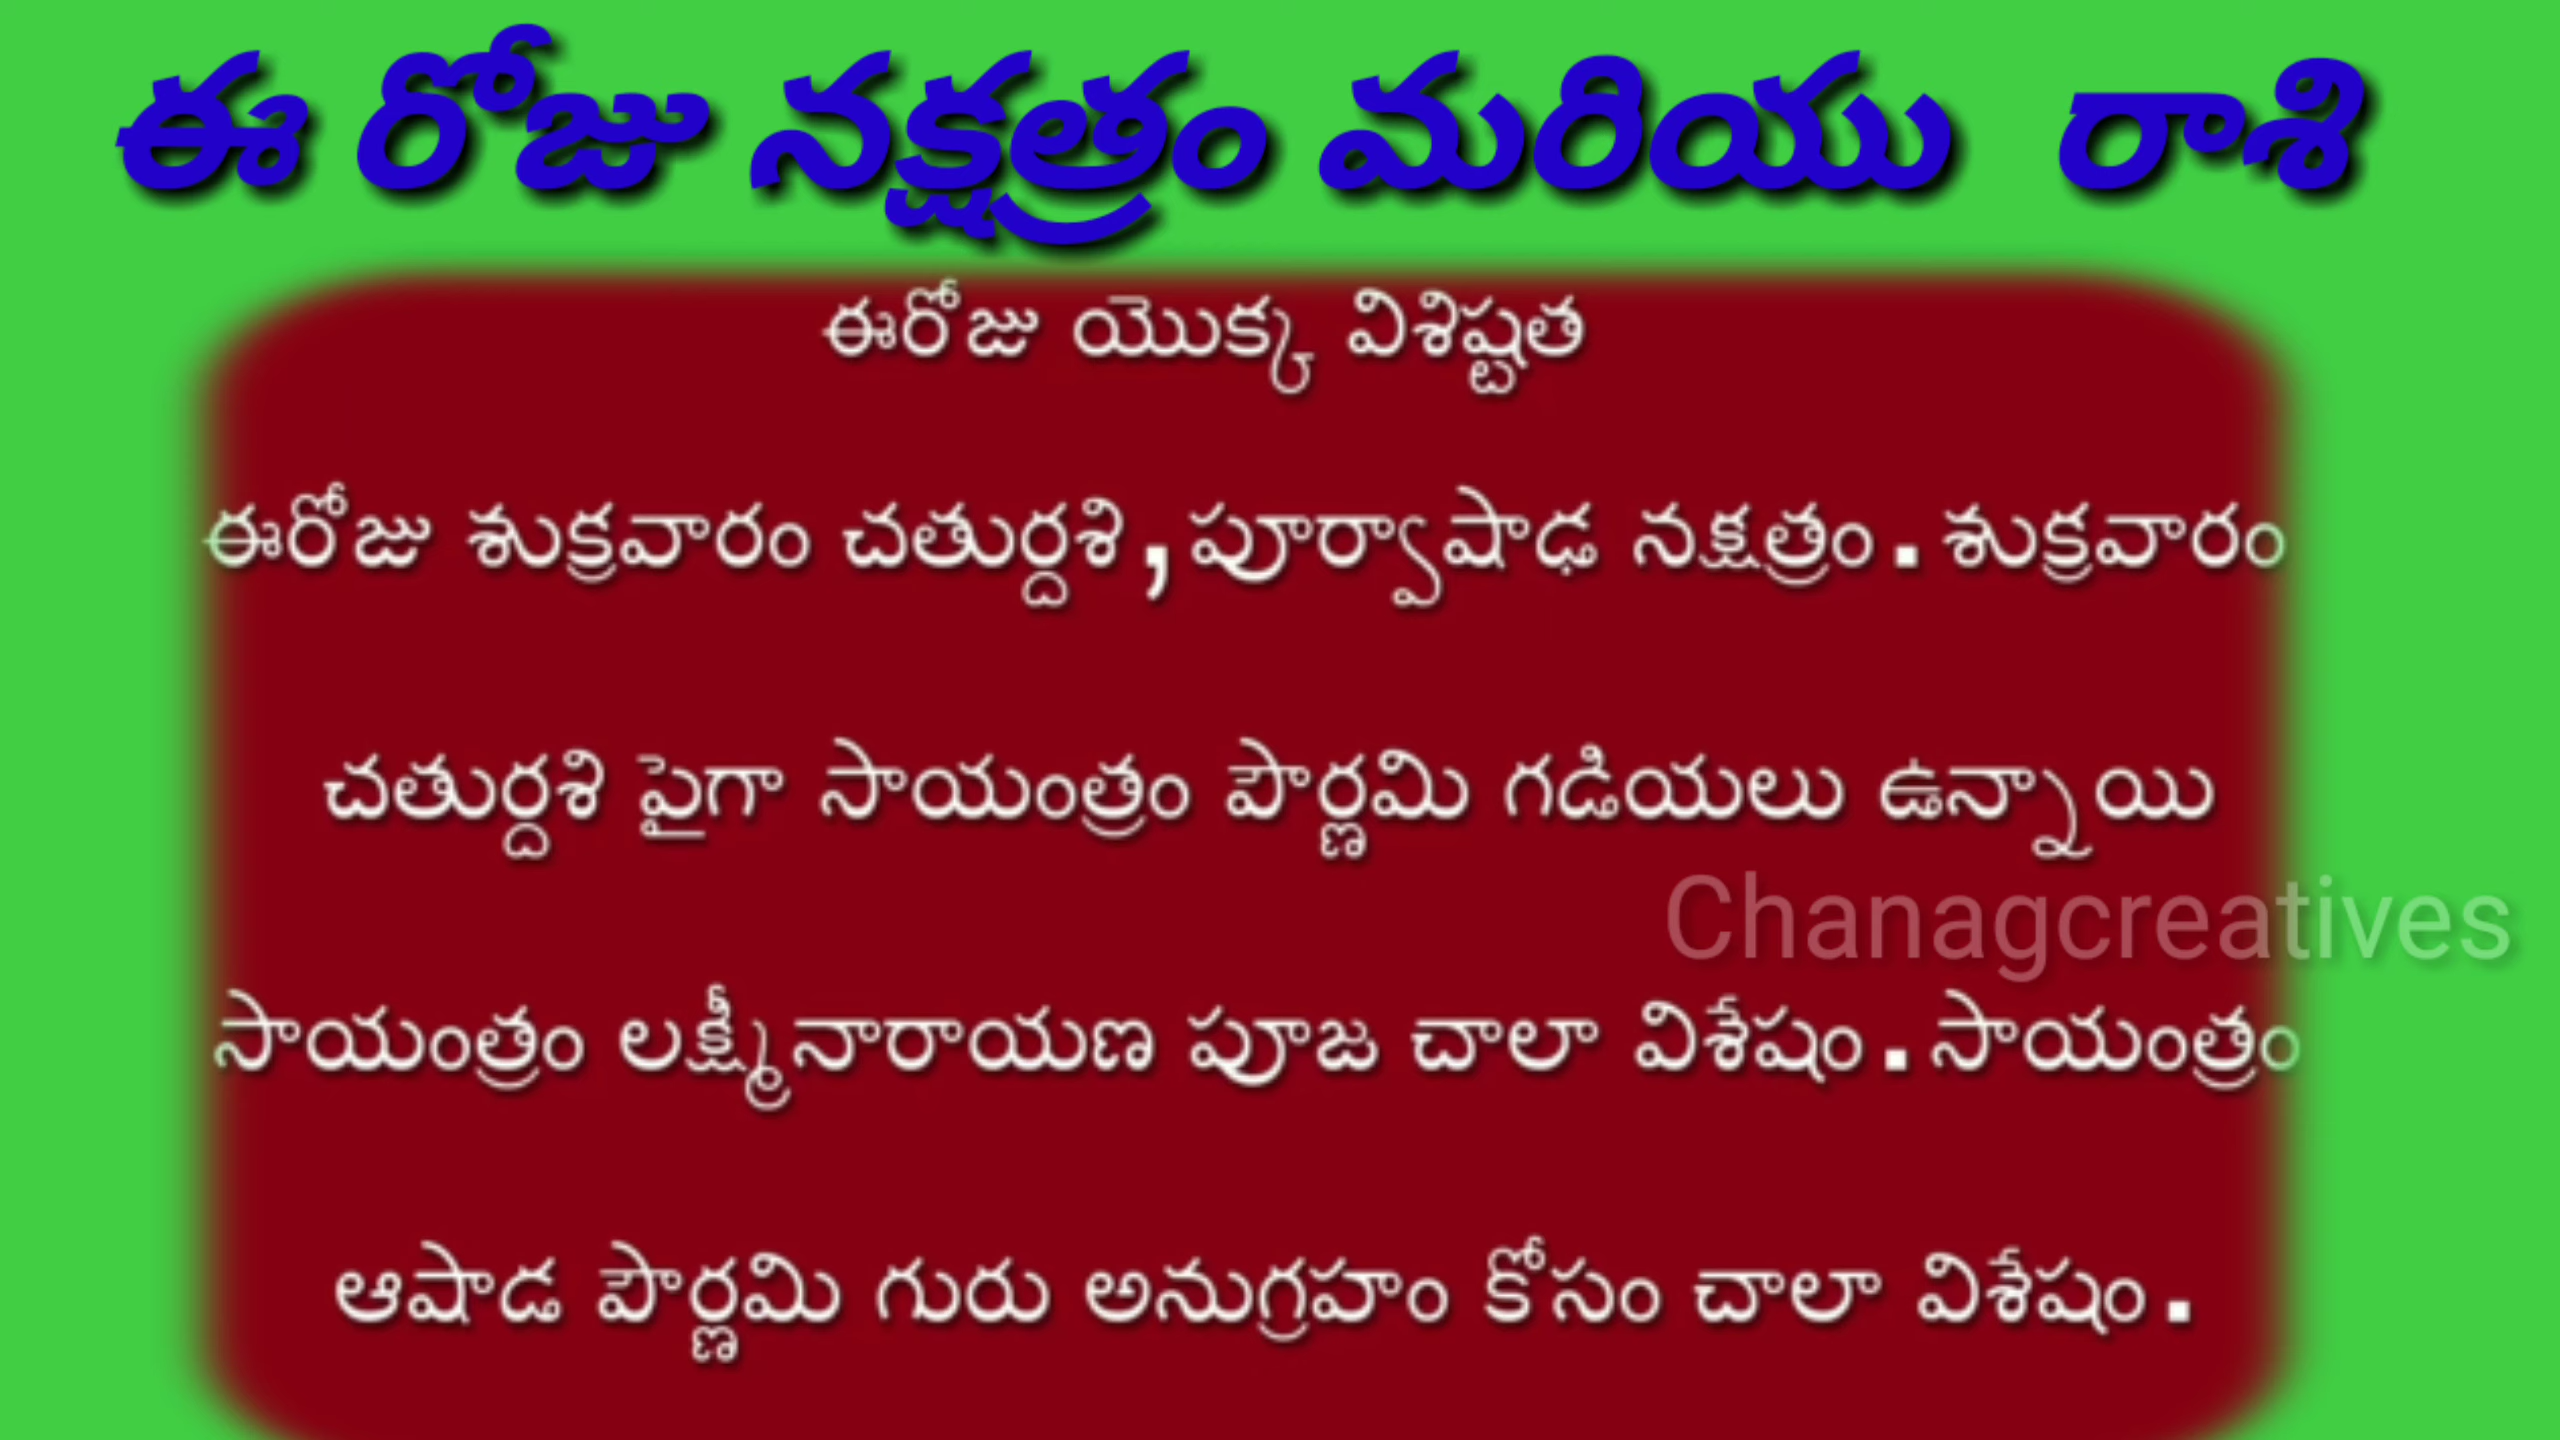 ఈ రోజు నక్షత్రం మరియు రాశి
ఈరోజు యొక్క విశిష్టత
ఈరోజు శుక్రవారం చతుర్దశి,పూర్వాషాఢ నక్షత్రం.శుక్రవారం
చతుర్దశి పైగా సాయంత్రం పౌర్ణమి గడియలు ఉన్నాయి
Chanagcreatives
సాయంత్రం లక్ష్మీనారాయణ పూజ చాలా విశేషం.సాయంత్రం
ఆషాడ పౌర్ణమి గురు అనుగ్రహం కోసం చాలా విశేషం.